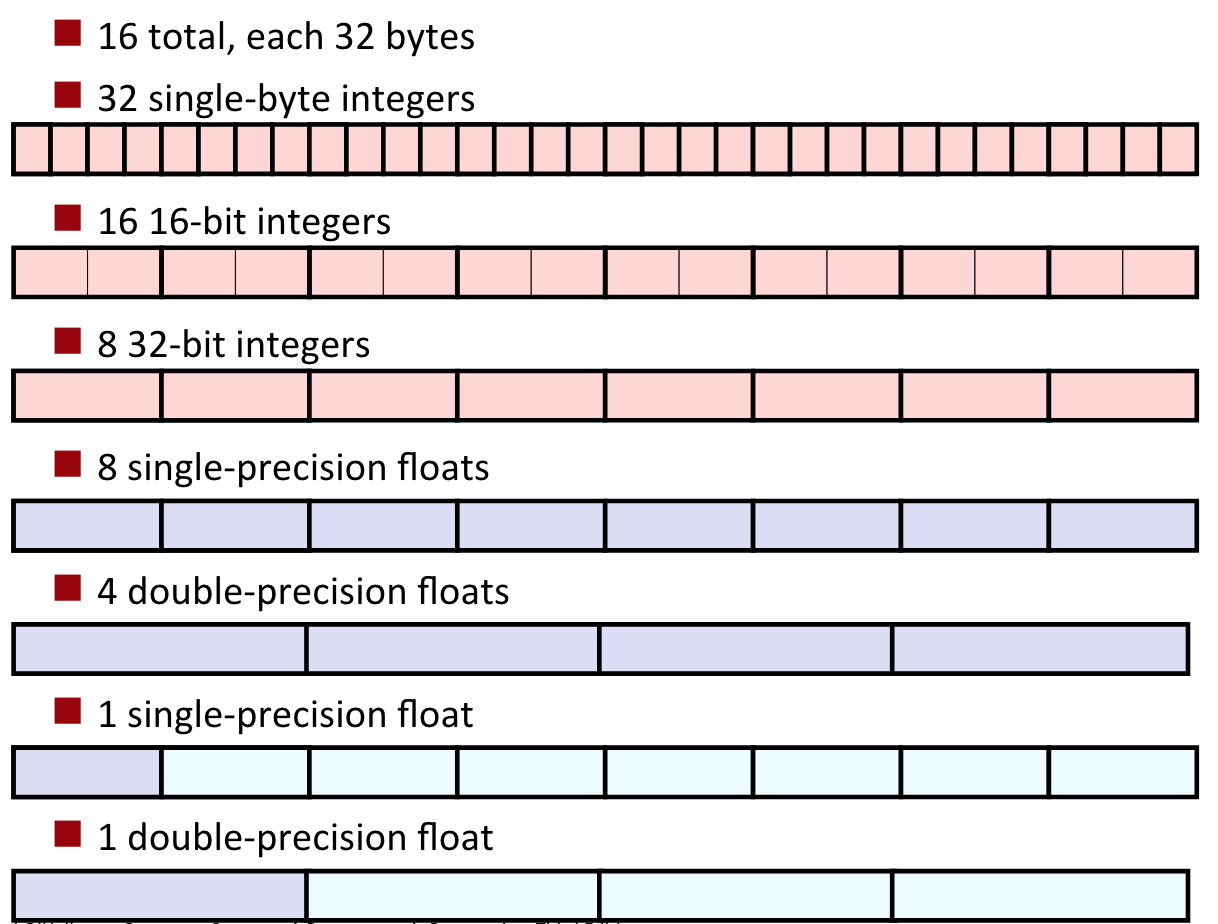 16 total, each 32 bytes
32 single-byte integers
16 16-bit integers
8 32-bit integers
8 single-precision floats
4 double-precision floats
1 single-precision float
1 double-precision float